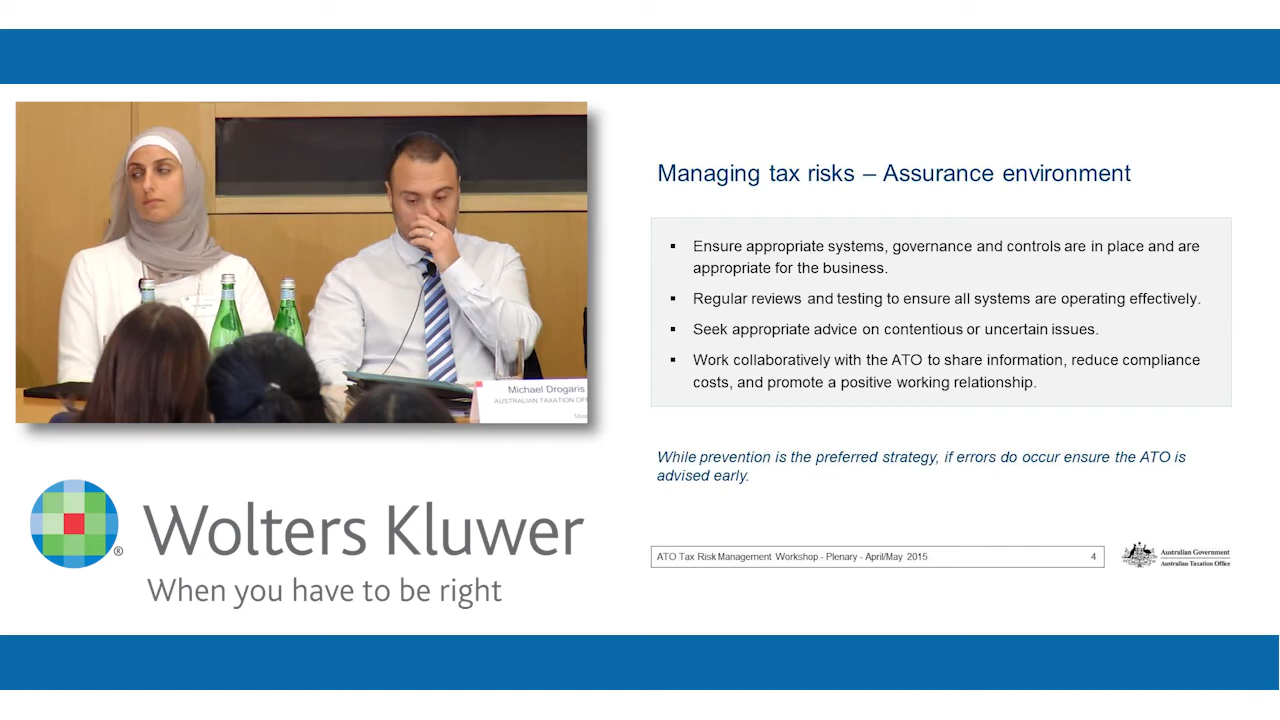 Michael Drogaris
AUSTRALIAN TAXATION
Managing tax risks – Assurance environment
▪ Ensure appropriate systems, governance and controls are in place and are
appropriate for the business.
▪ Regular reviews and testing to ensure all systems are operating effectively.
▪ Seek appropriate advice on contentious or uncertain issues.
▪ Work collaboratively with the ATO to share information, reduce compliance
costs, and promote a positive working relationship.
While prevention is the preferred strategy, if errors do occur ensure the ATO is
advised early.
ATO Tax Risk Management Workshop - Plenary - April/May 2015 4
Australian Government
Australian Taxation Office
Wolters Kluwer
®
When you have to be right